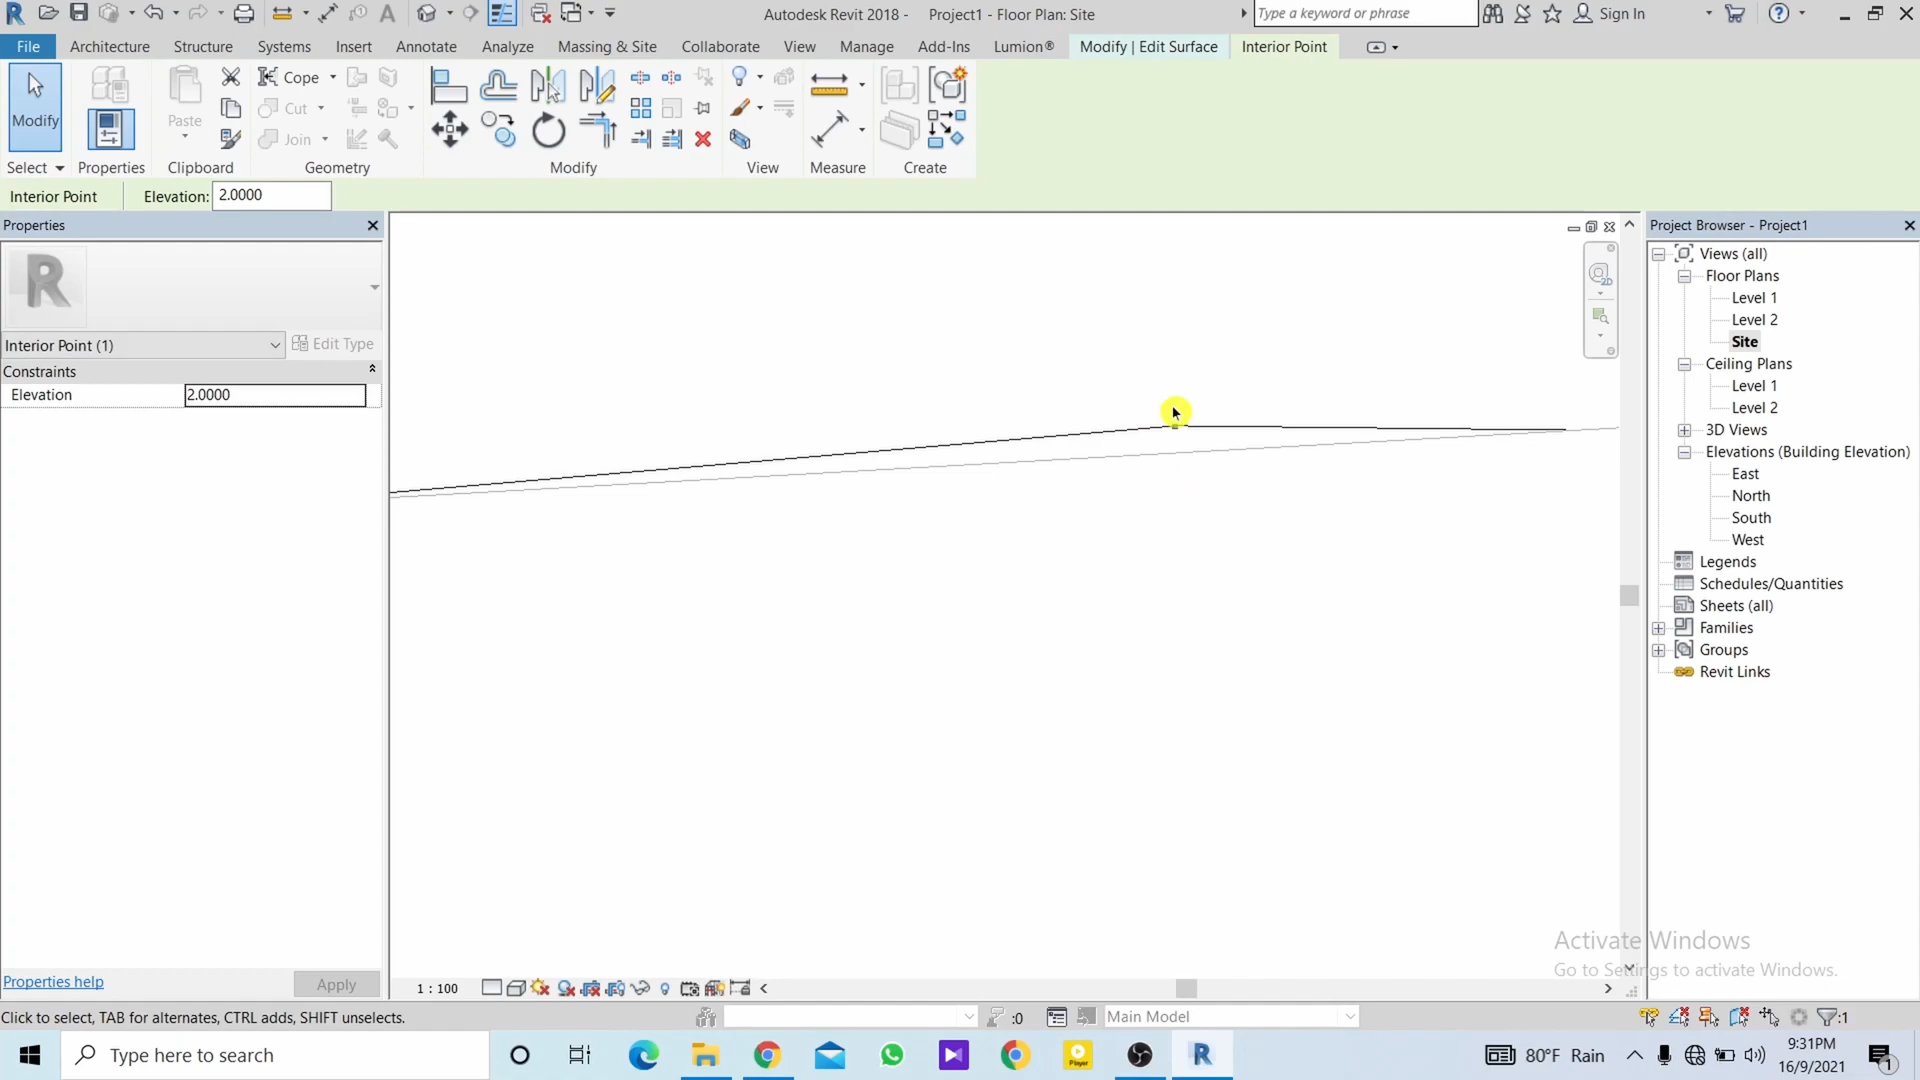 Autodesk Revit 2018 - Project1 - Floor Plan: Site
Type a keyword or phrase
Sign In
File Architecture Structure Systems Insert Annotate Analyze Massing & Site Collaborate View Manage Add-Ins Lumion® Modify | Edit Surface Interior Point
Modify
Paste
Cope
Cut
Join
Select Properties Clipboard Geometry Modify View Measure Create
Interior Point Elevation: 2.0000
Properties
Interior Point (1) Edit Type
Constraints
Elevation 2.0000
Properties help Apply
2D
Project Browser - Project1
Views (all)
Floor Plans
Level 1
Level 2
Site
Ceiling Plans
Level 1
Level 2
3D Views
Elevations (Building Elevation)
East
North
South
West
Legends
Schedules/Quantities
Sheets (all)
Families
Groups
Revit Links
Activate Windows
Go to Settings to activate Windows.
1 : 100
Click to select, TAB for alternates, CTRL adds, SHIFT unselects.
:0
Main Model
:1
Type here to search
Player
80°F Rain
9:31PM
16/9/2021
1